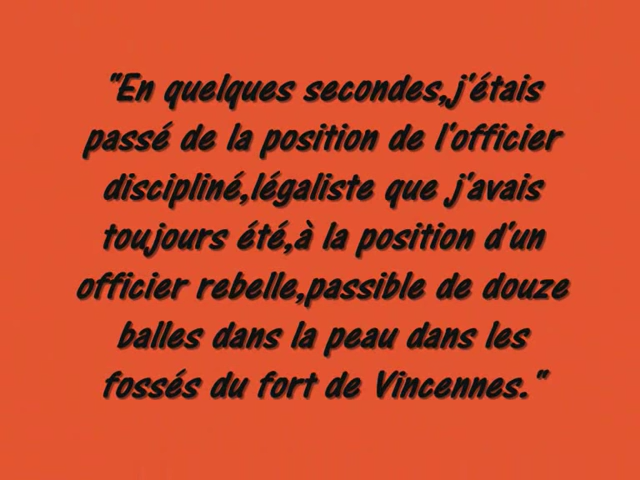 "En quelques secondes,j'étais
passé de la position de l'officier
discipliné,légaliste que j'avais
toujours été,à la position d'un
officier rebelle,passible de douze
balles dans la peau dans les
fossés du fort de Vincennes."